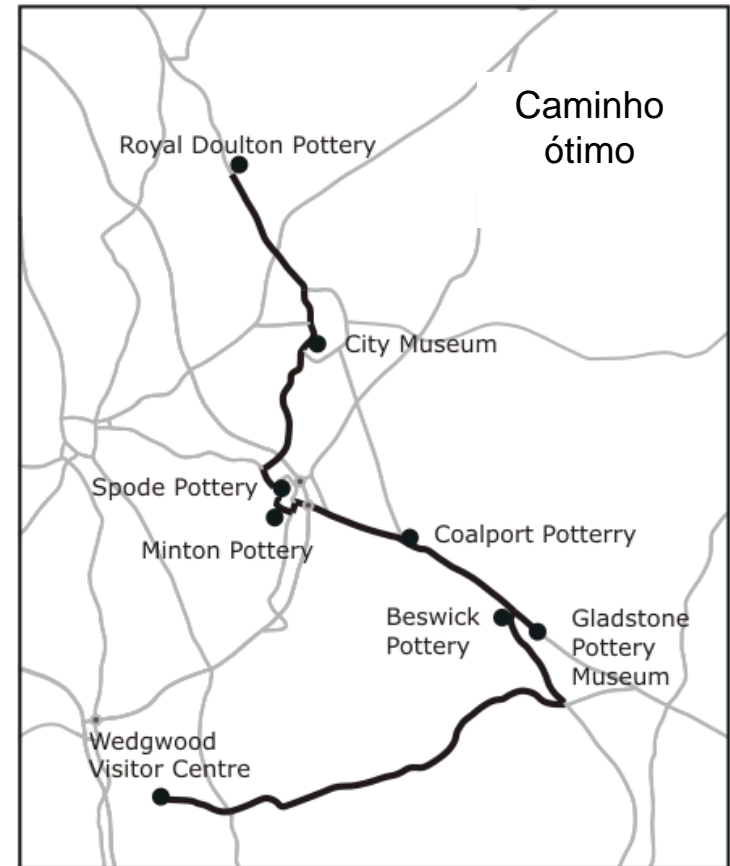 Caminho
ótimo
Royal Doulton Pottery
City Museum
Spode Pottery
Minton Pottery
Coalport Potterry
Beswick
Pottery
Gladstone
Pottery
Museum
Wedgwood
Visitor Centre